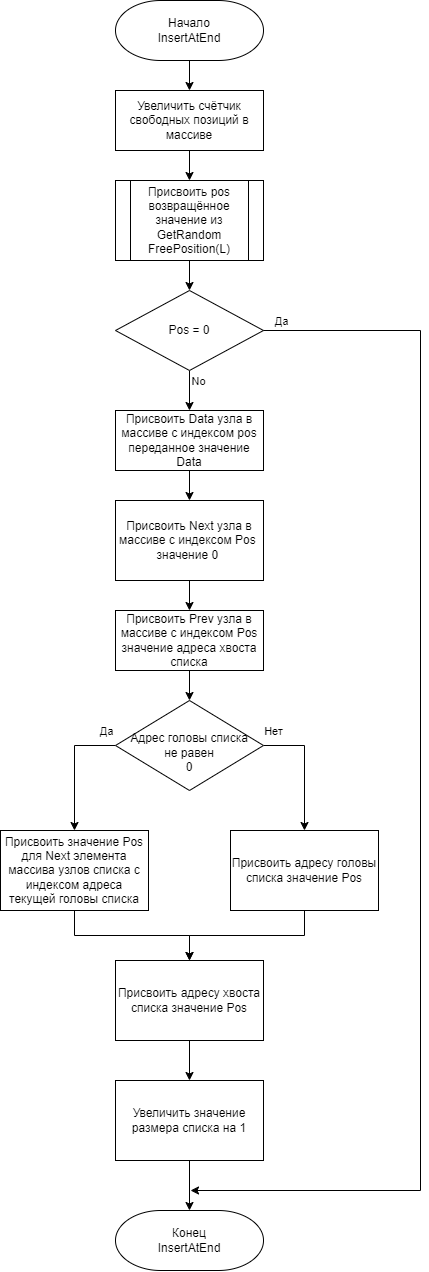 Начало
InsertAtEnd
Увеличить счётчик
свободных позиций в
массиве
Присвоить pos
возвращённое
значение из
GetRandom
FreePosition(L)
Pos = 0
Да
No
Присвоить Data узла в
массиве с индексом pos
переданное значение
Data
Присвоить Next узла в
массиве с индексом Pos
значение 0
Присвоить Prev узла в
массиве с индексом Pos
значение адреса хвоста
списка
Адрес головы списка
не равен
0
Да
Нет
Присвоить значение Pos
для Next элемента
массива узлов списка с
индексом адреса
текущей головы списка
Присвоить адресу головы
списка значение Pos
Присвоить адресу хвоста
списка значение Pos
Увеличить значение
размера списка на 1
Конец
InsertAtEnd